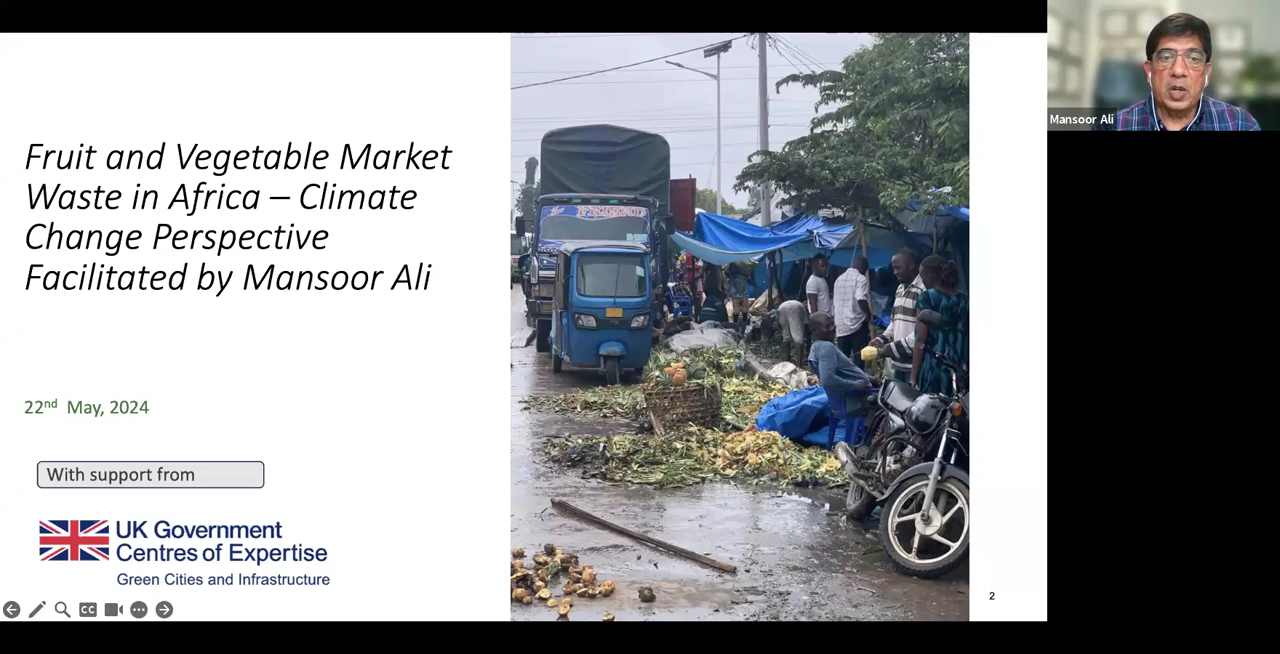 Fruit and Vegetable Market
Waste in Africa – Climate
Change Perspective
Facilitated by Mansoor Ali
22nd May, 2024
With support from
UK Government
Centres of Expertise
Green Cities and Infrastructure
CC
2
Mansoor Ali